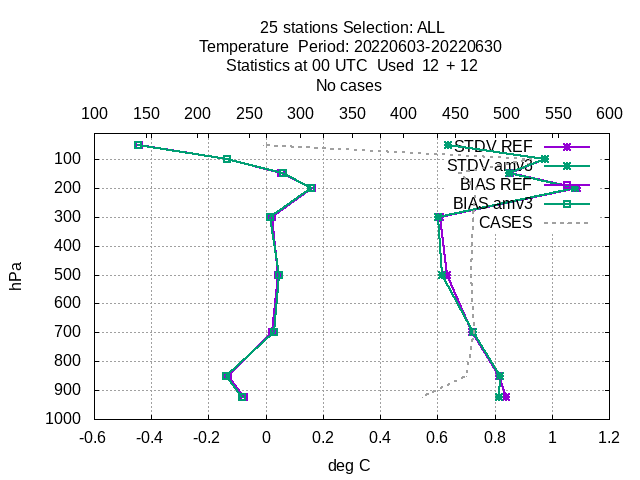 25 stations Selection: ALL
Temperature  Period: 20220603-20220630
Statistics at 00 UTC  Used  12  + 12
No cases
100 150 200 250 300 350 400 450 500 550 600
STDV REF
STDV amv3
BIAS REF
BIAS amv3
CASES
100
200
300
400
500
600
700
800
900
1000
hPa
-0.6 -0.4 -0.2 0 0.2 0.4 0.6 0.8 1 1.2
deg C